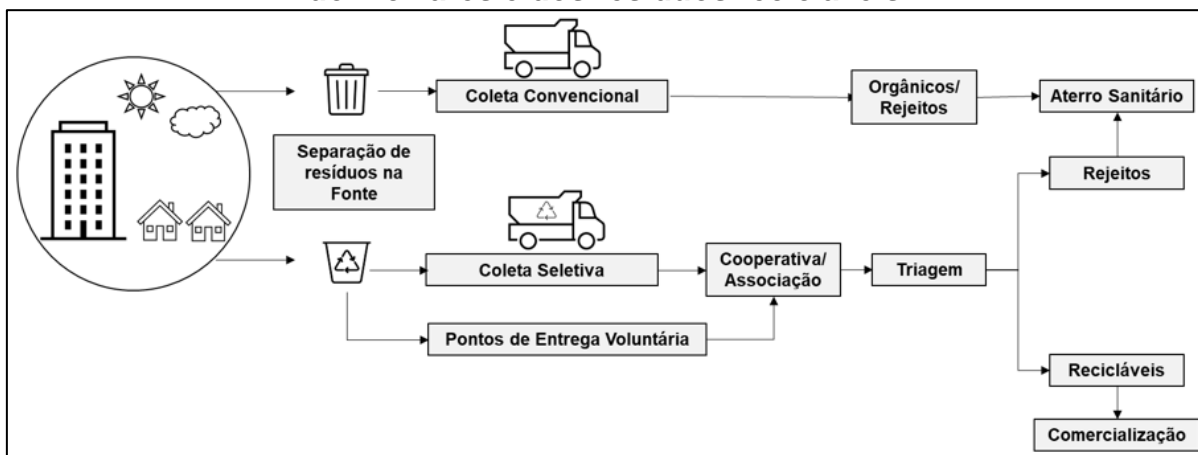 Coleta Convencional
Orgânicos/
Rejeitos
Aterro Sanitário
Separação de
resíduos na
Fonte
Rejeitos
Coleta Seletiva
Cooperativa/
Associação
Triagem
Pontos de Entrega Voluntária
Recicláveis
Comercialização